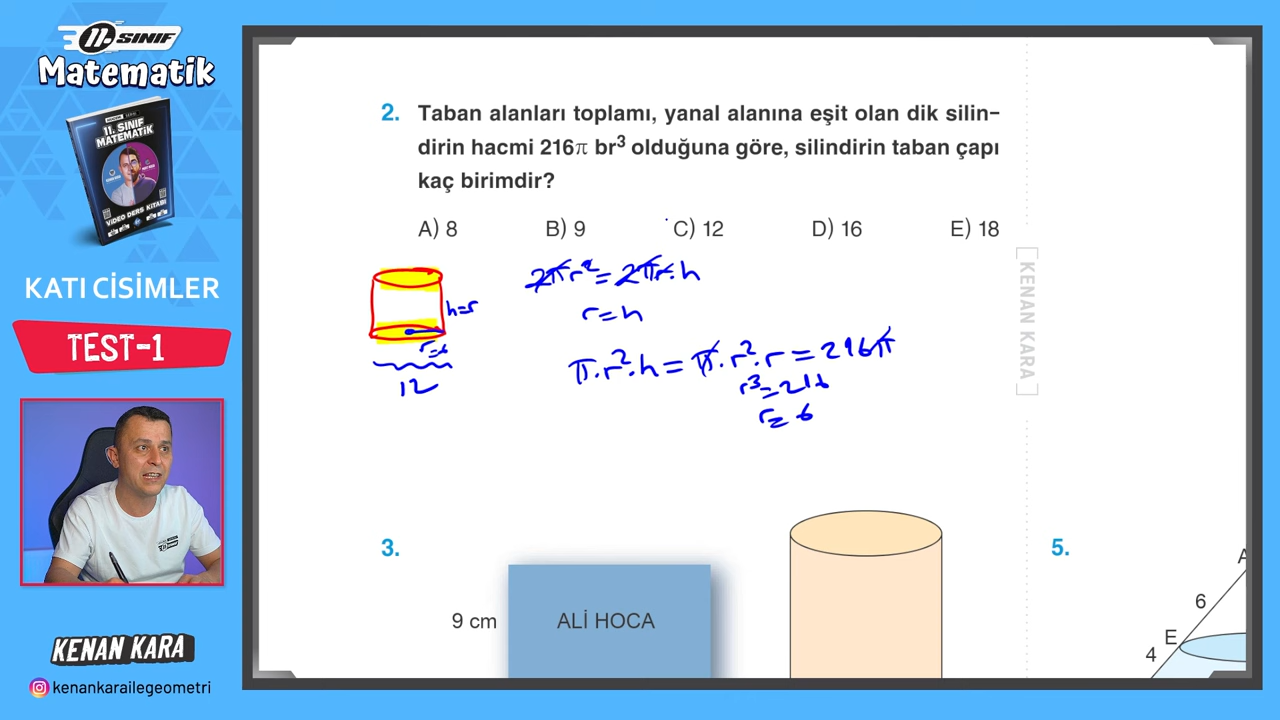 11.SINIF
Matematik
11. SINIF
MATEMATİK
VİDEO DERS KİTABI
KATI CİSİMLER
TEST-1
KENAN KARA
kenankarailegeometri
2. Taban alanları toplamı, yanal alanına eşit olan dik silin-
dirin hacmi 216π br³ olduğuna göre, silindirin taban çapı
kaç birimdir?
A) 8 B) 9 C) 12 D) 16 E) 18
2πr² = 2πr·h
r=h
h=r
r=6
12
π·r²·h = π·r²·r = 216π
r³=216
r=6
KENAN KARA
3.
9 cm
ALİ HOCA
5.
A
6
E
4